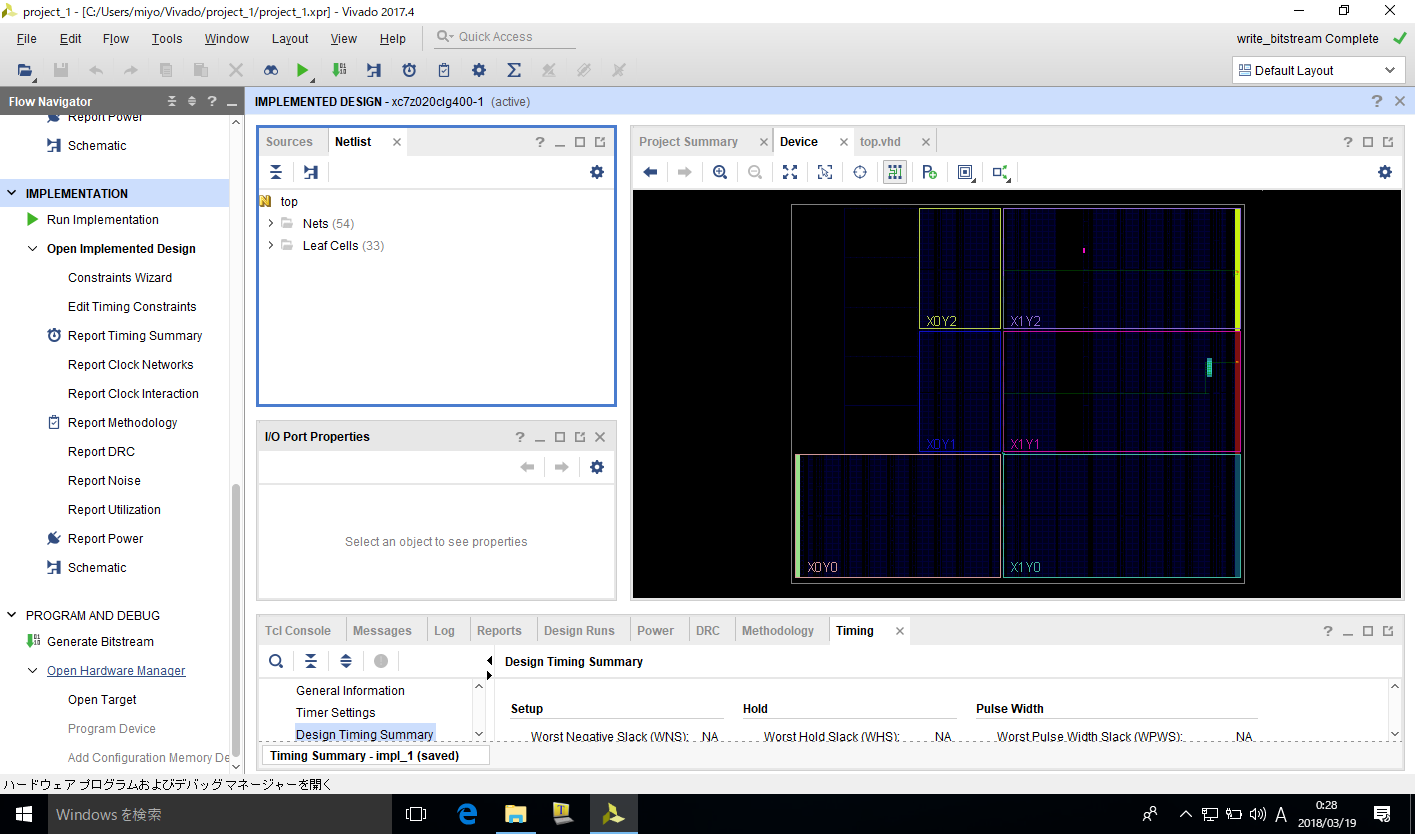 project_1 - [C:/Users/miyo/Vivado/project_1/project_1.xpr] - Vivado 2017.4
File Edit Flow Tools Window Layout View Help Quick Access
write_bitstream Complete
Default Layout
Flow Navigator
IMPLEMENTED DESIGN - xc7z020clg400-1 (active)
Report Power
Schematic
IMPLEMENTATION
Run Implementation
Open Implemented Design
Constraints Wizard
Edit Timing Constraints
Report Timing Summary
Report Clock Networks
Report Clock Interaction
Report Methodology
Report DRC
Report Noise
Report Utilization
Report Power
Schematic
PROGRAM AND DEBUG
Generate Bitstream
Open Hardware Manager
Open Target
Program Device
Add Configuration Memory De
Sources Netlist
top
Nets (54)
Leaf Cells (33)
I/O Port Properties
Select an object to see properties
Project Summary Device top.vhd
X0Y2 X1Y2
X0Y1 X1Y1
X0Y0 X1Y0
Tcl Console Messages Log Reports Design Runs Power DRC Methodology Timing
General Information
Timer Settings
Design Timing Summary
Design Timing Summary
Setup Hold Pulse Width
Worst Negative Slack (WNS): NA Worst Hold Slack (WHS): NA Worst Pulse Width Slack (WPWS): NA
Timing Summary - impl_1 (saved)
ハードウェア プログラムおよびデバッグ マネージャーを開く
Windows を検索
A
0:28
2018/03/19